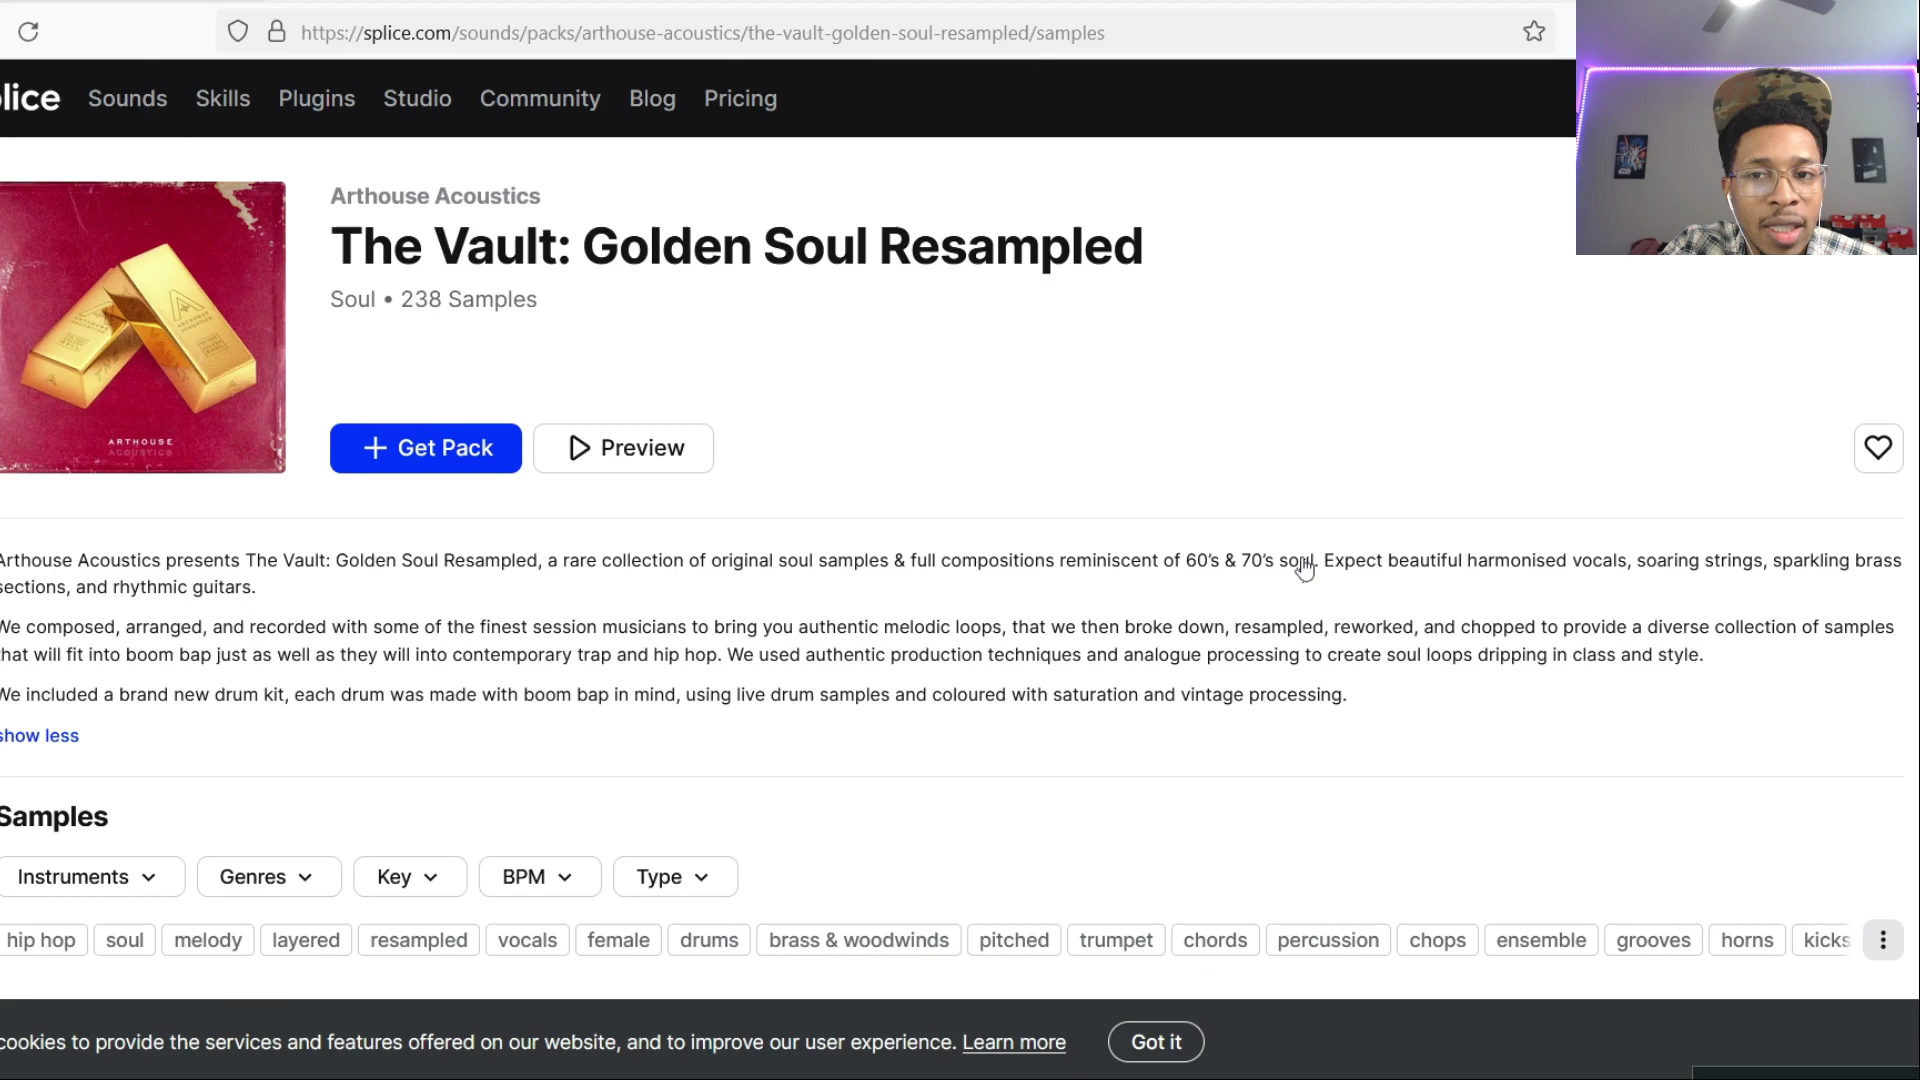 https://splice.com/sounds/packs/arthouse-acoustics/the-vault-golden-soul-resampled/samples
lice Sounds Skills Plugins Studio Community Blog Pricing
Arthouse Acoustics
The Vault: Golden Soul Resampled
Soul • 238 Samples
ARTHOUSE
ACOUSTICS
+ Get Pack
Preview
Arthouse Acoustics presents The Vault: Golden Soul Resampled, a rare collection of original soul samples & full compositions reminiscent of 60's & 70's soul. Expect beautiful harmonised vocals, soaring strings, sparkling brass
sections, and rhythmic guitars.
We composed, arranged, and recorded with some of the finest session musicians to bring you authentic melodic loops, that we then broke down, resampled, reworked, and chopped to provide a diverse collection of samples
that will fit into boom bap just as well as they will into contemporary trap and hip hop. We used authentic production techniques and analogue processing to create soul loops dripping in class and style.
We included a brand new drum kit, each drum was made with boom bap in mind, using live drum samples and coloured with saturation and vintage processing.
show less
Samples
Instruments Genres Key BPM Type
hip hop soul melody layered resampled vocals female drums brass & woodwinds pitched trumpet chords percussion chops ensemble grooves horns kicks
cookies to provide the services and features offered on our website, and to improve our user experience. Learn more Got it